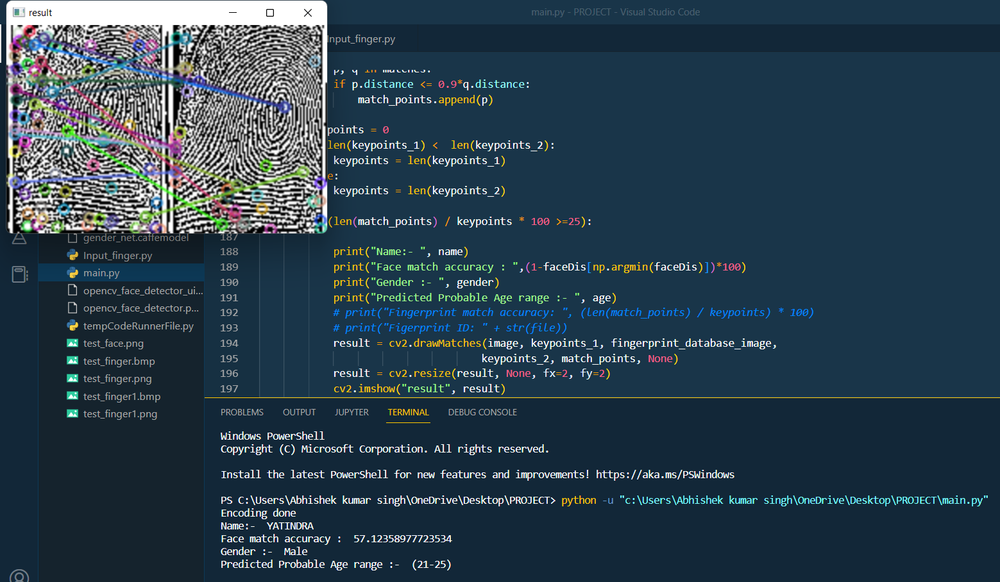 result
main.py - PROJECT - Visual Studio Code
Input_finger.py
p, q in matches:
if p.distance <= 0.9*q.distance:
match_points.append(p)
points = 0
len(keypoints_1) <  len(keypoints_2):
keypoints = len(keypoints_1)
e:
keypoints = len(keypoints_2)
(len(match_points) / keypoints * 100 >=25):
gender_net.caffemodel
Input_finger.py
main.py
opencv_face_detector_ui...
opencv_face_detector.p...
tempCodeRunnerFile.py
test_face.png
test_finger.bmp
test_finger.png
test_finger1.bmp
test_finger1.png
187
188 print("Name:- ", name)
189 print("Face match accuracy : ",(1-faceDis[np.argmin(faceDis)])*100)
190 print("Gender :- ", gender)
191 print("Predicted Probable Age range :- ", age)
192 # print("Fingerprint match accuracy: ", (len(match_points) / keypoints) * 100)
193 # print("Figerprint ID: " + str(file))
194 result = cv2.drawMatches(image, keypoints_1, fingerprint_database_image,
195 keypoints_2, match_points, None)
196 result = cv2.resize(result, None, fx=2, fy=2)
197 cv2.imshow("result", result)
PROBLEMS OUTPUT JUPYTER TERMINAL DEBUG CONSOLE
Windows PowerShell
Copyright (C) Microsoft Corporation. All rights reserved.
Install the latest PowerShell for new features and improvements! https://aka.ms/PSWindows
PS C:\Users\Abhishek kumar singh\OneDrive\Desktop\PROJECT> python -u "c:\Users\Abhishek kumar singh\OneDrive\Desktop\PROJECT\main.py"
Encoding done
Name:-  YATINDRA
Face match accuracy :  57.12358977723534
Gender :-  Male
Predicted Probable Age range :-  (21-25)